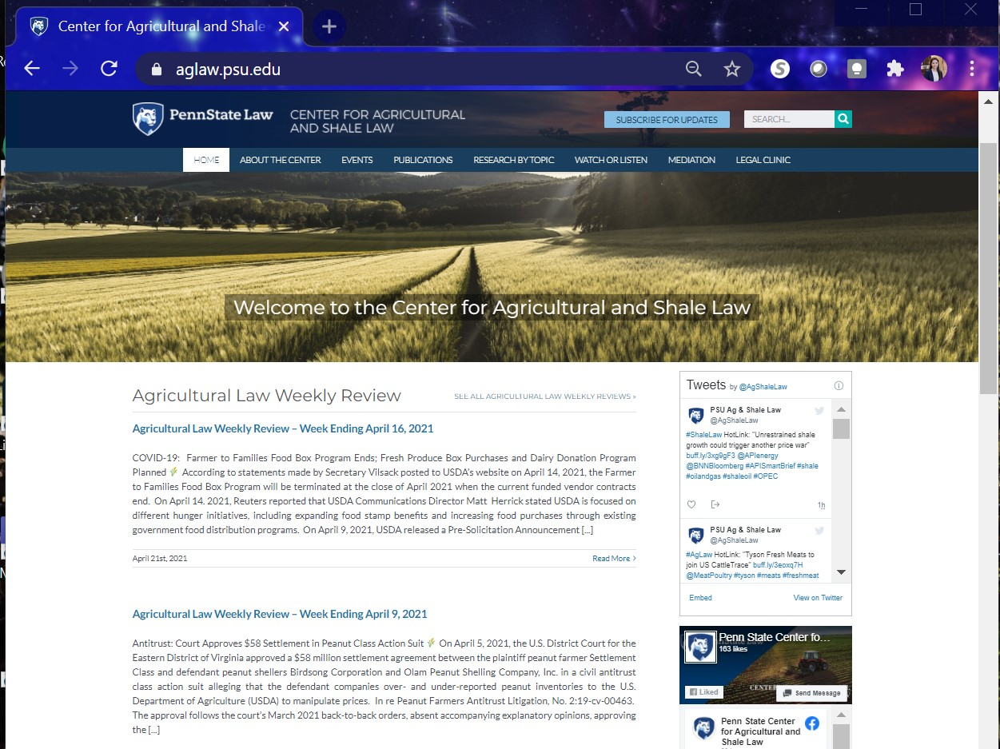 Center for Agricultural and Shale
aglaw.psu.edu
PennState Law
CENTER FOR AGRICULTURAL
AND SHALE LAW
SUBSCRIBE FOR UPDATES
SEARCH...
HOME ABOUT THE CENTER EVENTS PUBLICATIONS RESEARCH BY TOPIC WATCH OR LISTEN MEDIATION LEGAL CLINIC
Welcome to the Center for Agricultural and Shale Law
Agricultural Law Weekly Review
SEE ALL AGRICULTURAL LAW WEEKLY REVIEWS »
Agricultural Law Weekly Review – Week Ending April 16, 2021
COVID-19: Farmer to Families Food Box Program Ends; Fresh Produce Box Purchases and Dairy Donation Program
Planned 🌾 According to statements made by Secretary Vilsack posted to USDA's website on April 14, 2021, the Farmer
to Families Food Box Program will be terminated at the close of April 2021 when the current funded vendor contracts
end. On April 14. 2021, Reuters reported that USDA Communications Director Matt Herrick stated USDA is focused on
different hunger initiatives, including expanding food stamp benefits and increasing food purchases through existing
government food distribution programs. On April 9, 2021, USDA released a Pre-Solicitation Announcement [...]
April 21st, 2021
Read More >
Agricultural Law Weekly Review – Week Ending April 9, 2021
Antitrust: Court Approves $58 Settlement in Peanut Class Action Suit 🌾 On April 5, 2021, the U.S. District Court for the
Eastern District of Virginia approved a $58 million settlement agreement between the plaintiff peanut farmer Settlement
Class and defendant peanut shellers Birdsong Corporation and Olam Peanut Shelling Company, Inc. in a civil antitrust
class action suit alleging that the defendant companies over- and under-reported peanut inventories to the U.S.
Department of Agriculture (USDA) to manipulate prices. In re Peanut Farmers Antitrust Litigation, No. 2:19-cv-00463.
The approval follows the court's March 2021 back-to-back orders, absent accompanying explanatory opinions, approving
the [...]
Tweets by @AgShaleLaw
PSU Ag & Shale Law
@AgShaleLaw
#ShaleLaw HotLink: "Unrestrained shale
growth could trigger another price war"
buff.ly/3xg9gF3 @APIenergy
@BNNBloomberg #APISmartBrief #shale
#oilandgas #shaleoil #OPEC
1h
PSU Ag & Shale Law
@AgShaleLaw
#AgLaw HotLink: "Tyson Fresh Meats to
join US CattleTrace" buff.ly/3eoxq7H
@MeatPoultry #tyson #meats #freshmeat
Embed
View on Twitter
Penn State Center fo...
163 likes
CENTE
Liked
Send Message
Penn State Center
for Agricultural and
Shale Law